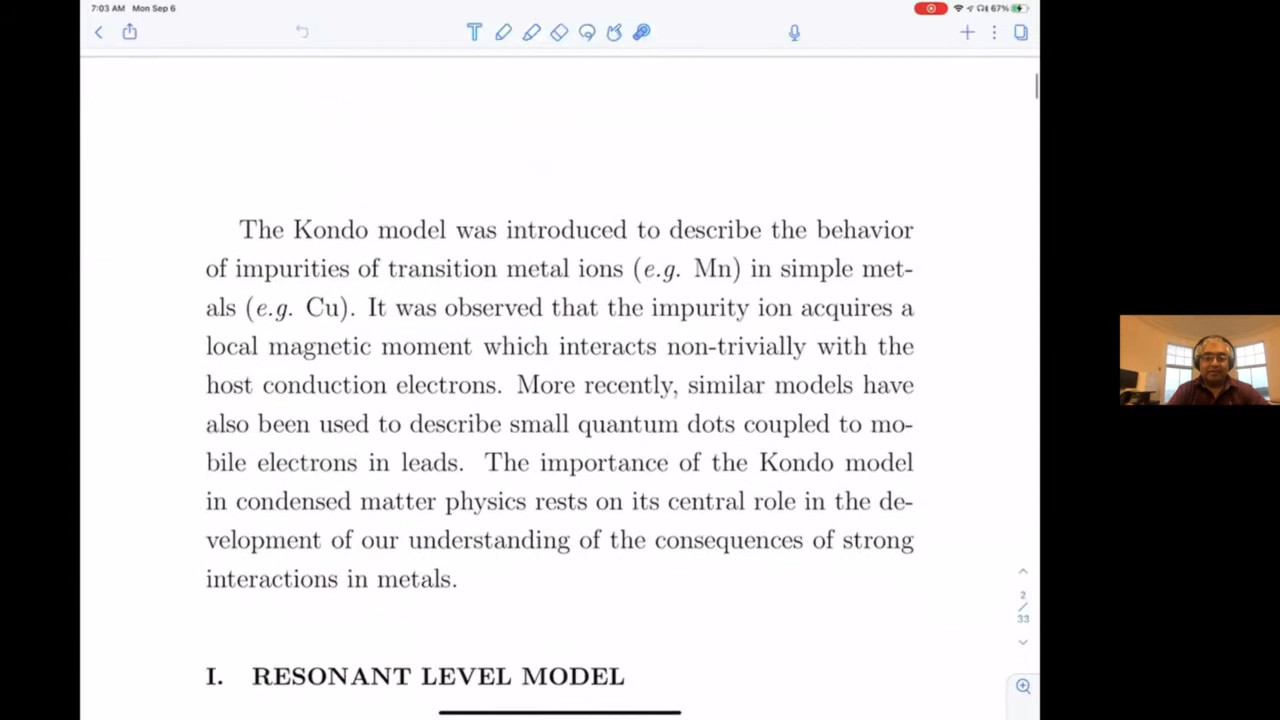 7:03 AM Mon Sep 6
67%
T
The Kondo model was introduced to describe the behavior
of impurities of transition metal ions (e.g. Mn) in simple met-
als (e.g. Cu). It was observed that the impurity ion acquires a
local magnetic moment which interacts non-trivially with the
host conduction electrons. More recently, similar models have
also been used to describe small quantum dots coupled to mo-
bile electrons in leads. The importance of the Kondo model
in condensed matter physics rests on its central role in the de-
velopment of our understanding of the consequences of strong
interactions in metals.
2
/
33
I. RESONANT LEVEL MODEL